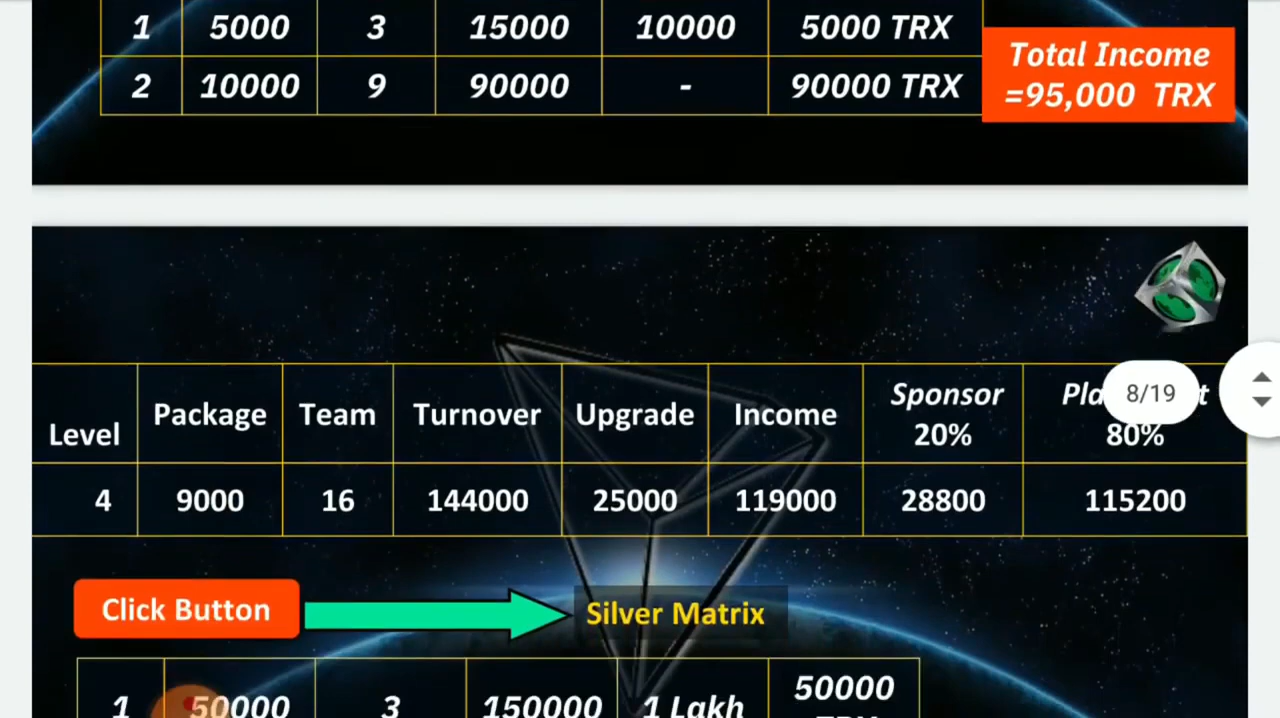 1 5000 3 15000 10000 5000 TRX
2 10000 9 90000 - 90000 TRX
Total Income
=95,000 TRX
Level Package Team Turnover Upgrade Income Sponsor 20% 80%
4 9000 16 144000 25000 119000 28800 115200
8/19
Click Button Silver Matrix
1 50000 3 150000 1 Lakh 50000
TRX